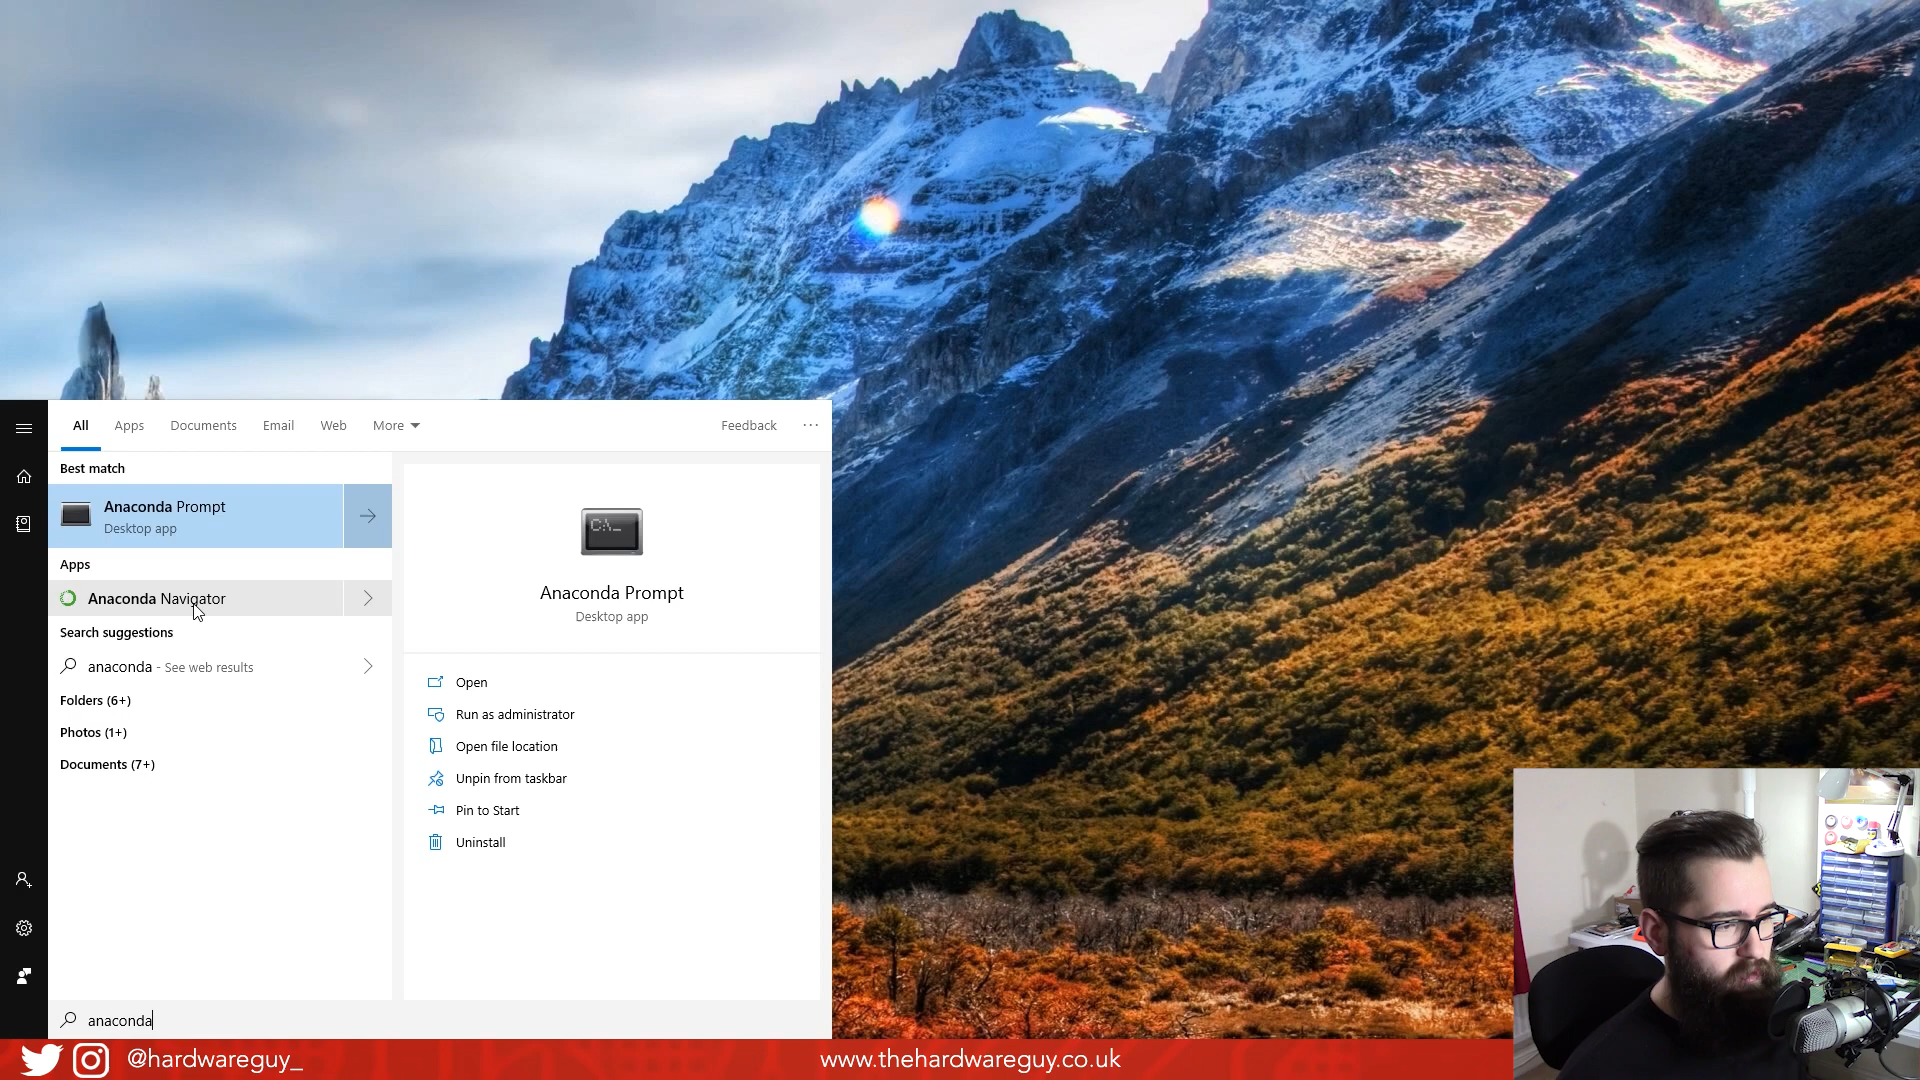 All Apps Documents Email Web More Feedback ...
Best match
Anaconda Prompt
Desktop app
Apps
Anaconda Navigator
Search suggestions
anaconda - See web results
Folders (6+)
Photos (1+)
Documents (7+)
C:\_
Anaconda Prompt
Desktop app
Open
Run as administrator
Open file location
Unpin from taskbar
Pin to Start
Uninstall
anaconda
@hardwareguy_
www.thehardwareguy.co.uk